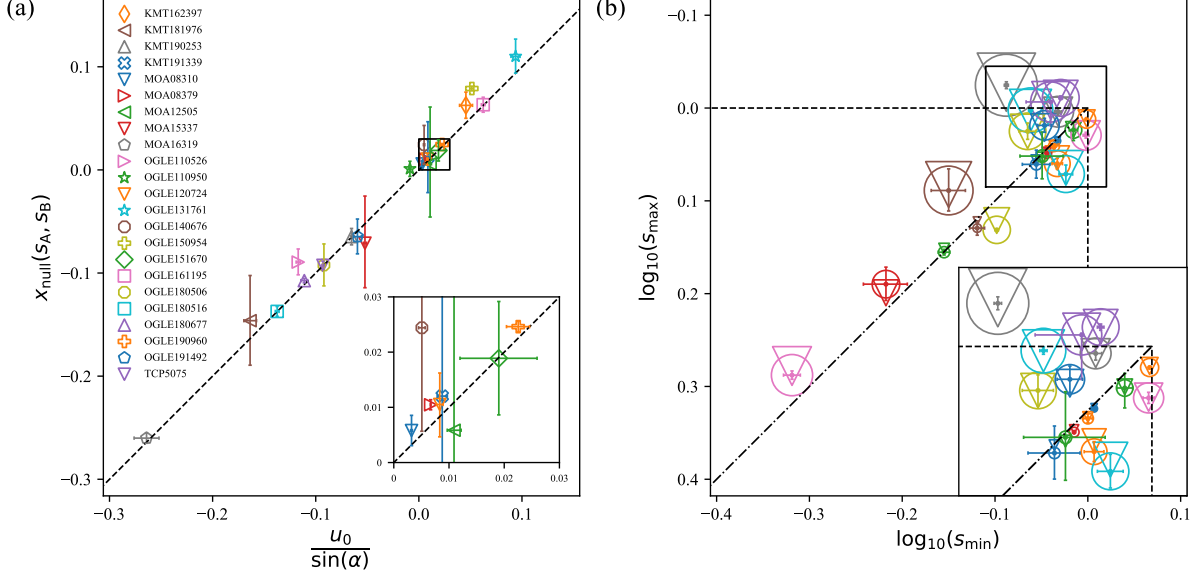 (a)
KMT162397
KMT181976
KMT190253
KMT191339
MOA08310
MOA08379
MOA12505
MOA15337
MOA16319
OGLE110526
OGLE110950
OGLE120724
OGLE131761
OGLE140676
OGLE150954
OGLE151670
OGLE161195
OGLE180506
OGLE180516
OGLE180677
OGLE190960
OGLE191492
TCP5075
x_null(s_A, s_B)
0.1
0.0
−0.1
−0.2
−0.3
0.03
0.02
0.01
0
0
0.01
0.02
0.03
−0.3
−0.2
−0.1
0.0
0.1
u_0
sin(α)
(b)
log_10(s_max)
−0.1
0.0
0.1
0.2
0.3
0.4
−0.4
−0.3
−0.2
−0.1
0.0
0.1
log_10(s_min)